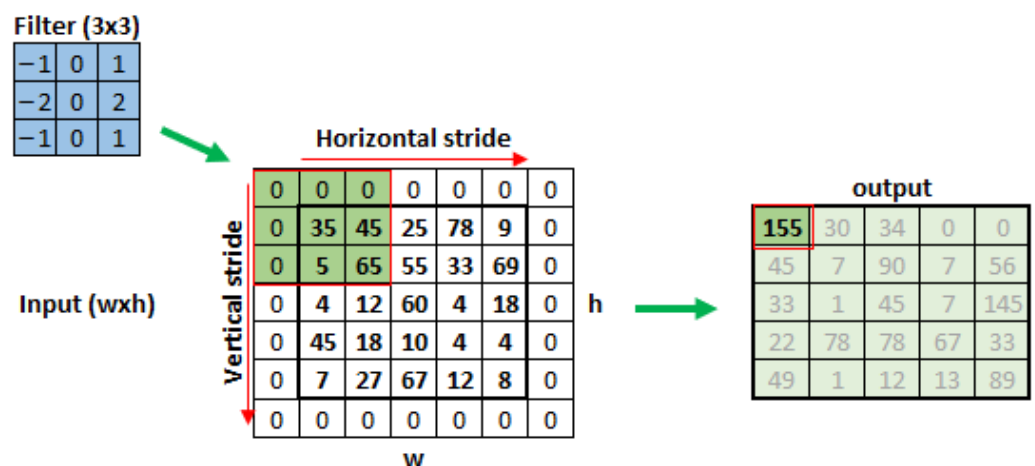 Filter (3x3)
−1 0 1
−2 0 2
−1 0 1
Horizontal stride
Vertical stride
Input (wxh)
0 0 0 0 0 0 0
0 35 45 25 78 9 0
0 5 65 55 33 69 0
0 4 12 60 4 18 0
0 45 18 10 4 4 0
0 7 27 67 12 8 0
0 0 0 0 0 0 0
h
w
output
155 30 34 0 0
45 7 90 7 56
33 1 45 7 145
22 78 78 67 33
49 1 12 13 89